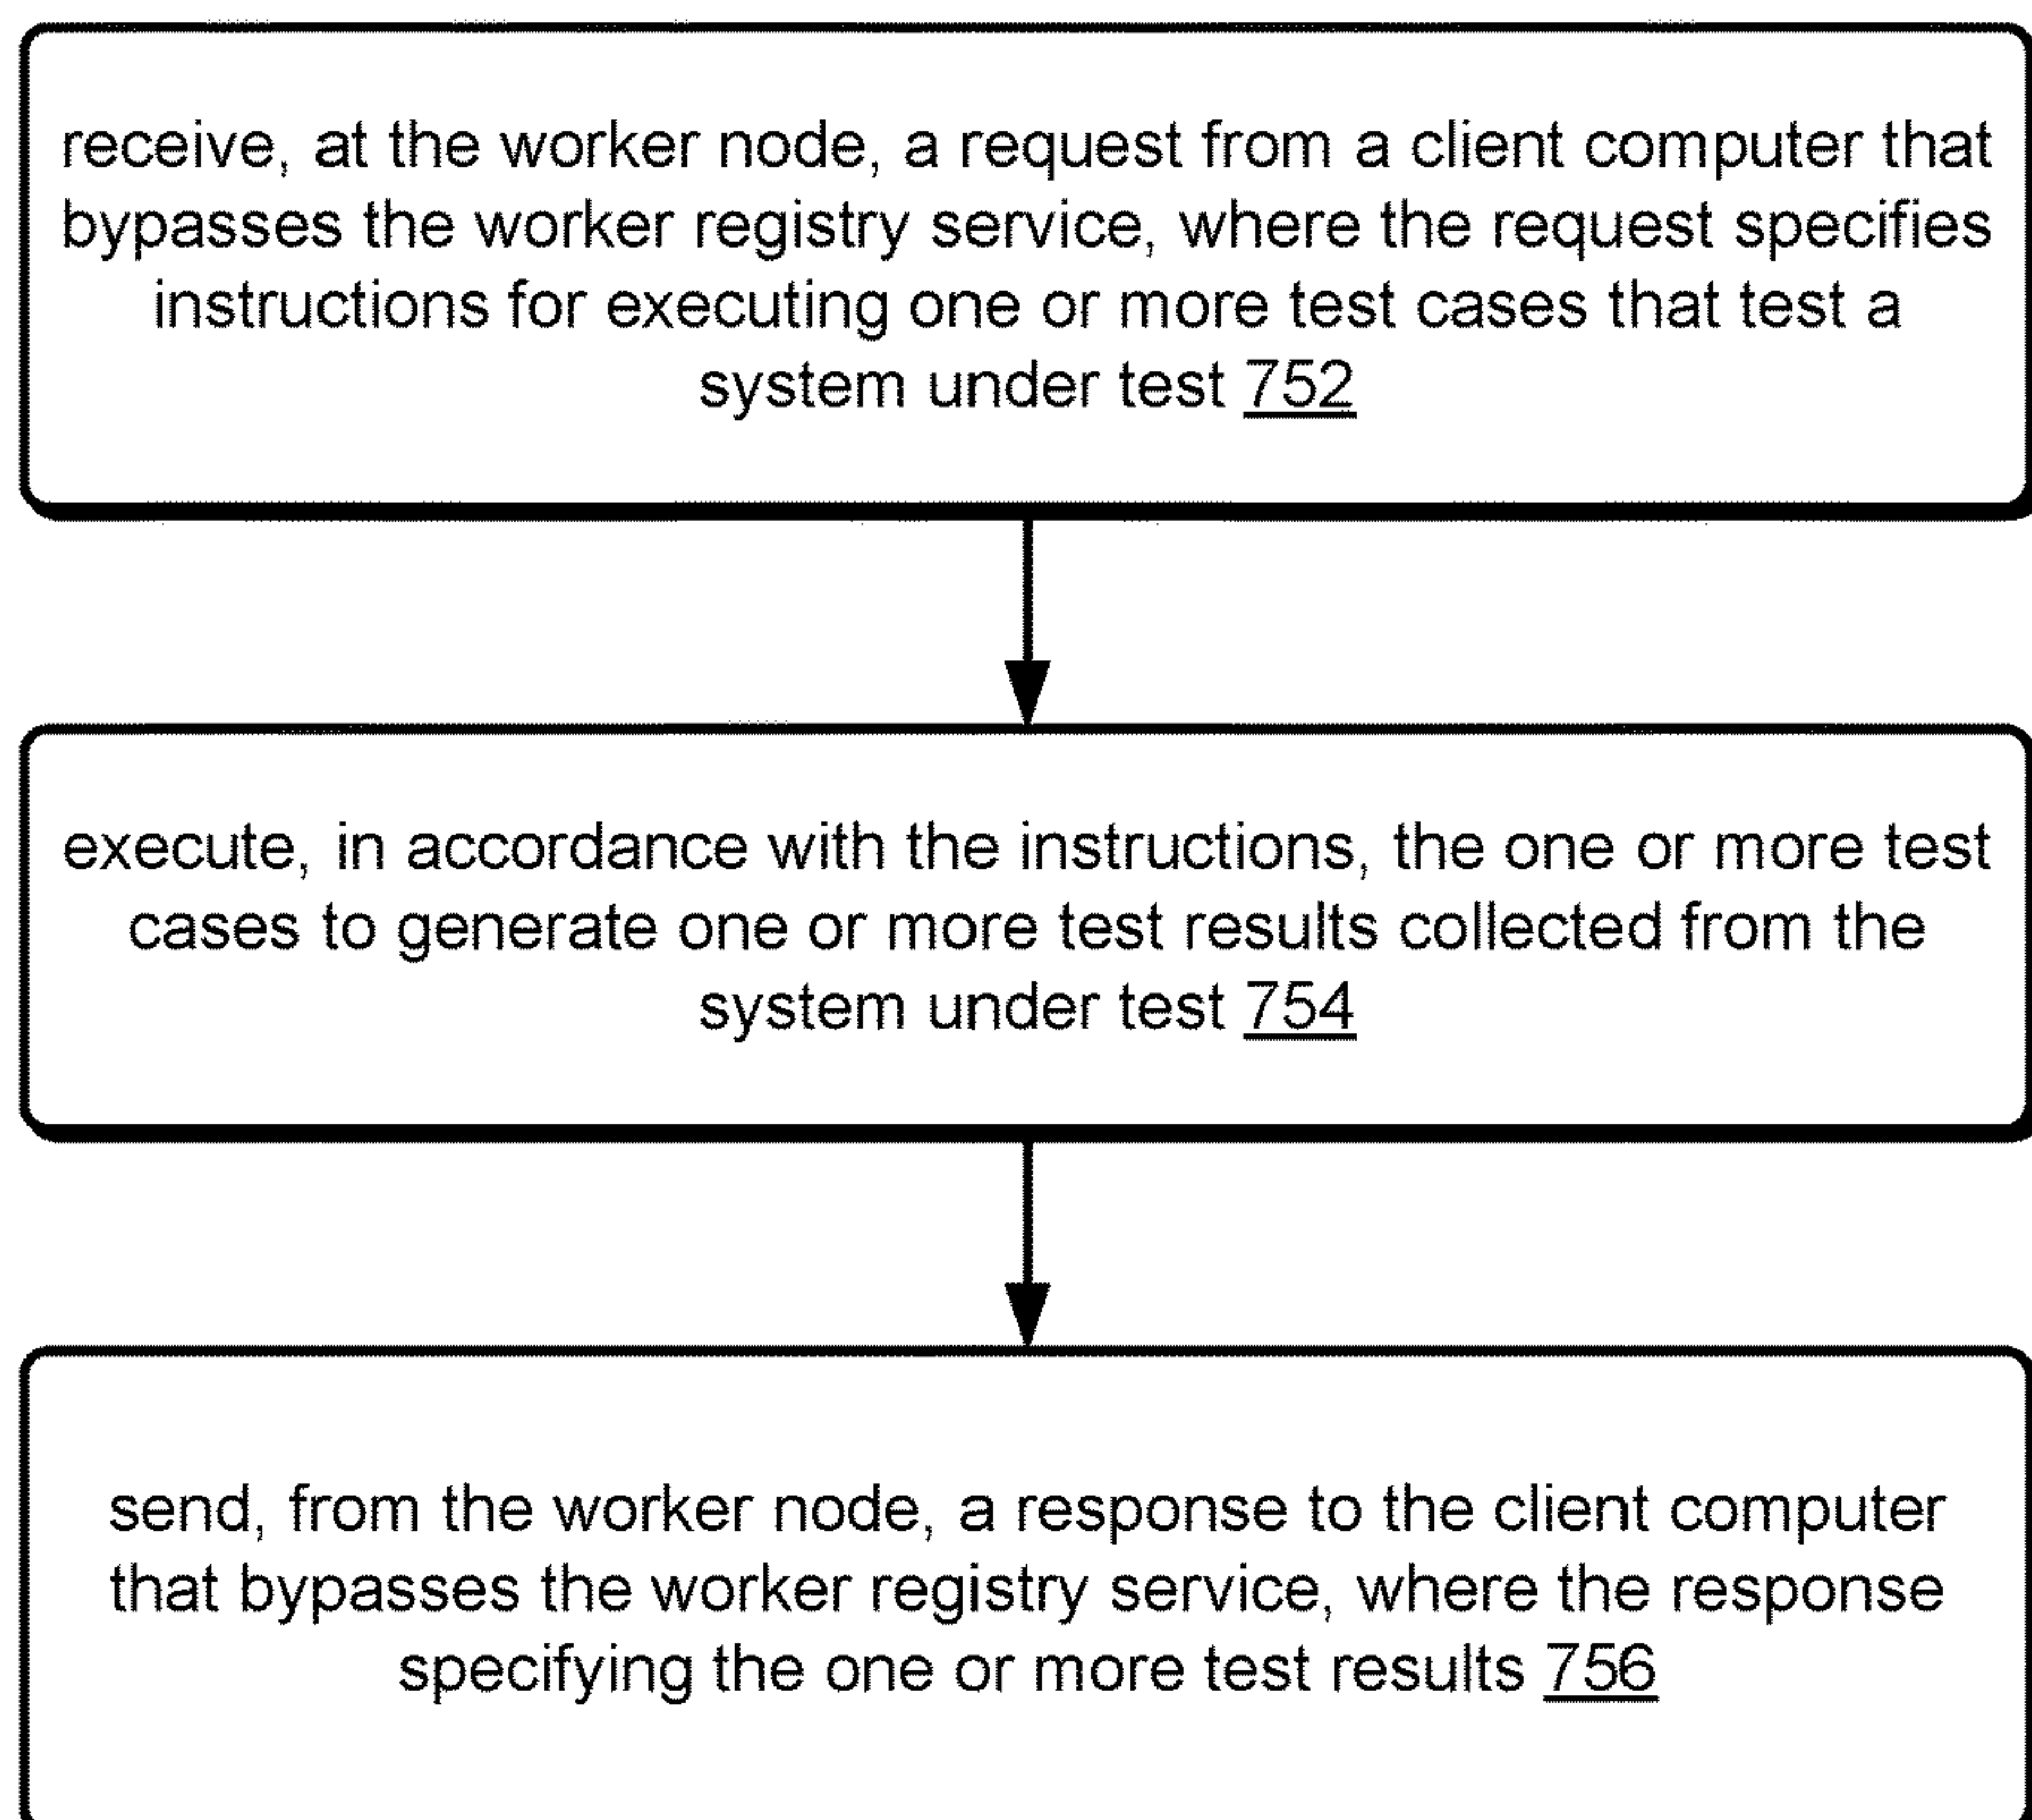 receive, at the worker node, a request from a client computer that
bypasses the worker registry service, where the request specifies
instructions for executing one or more test cases that test a
system under test 752
execute, in accordance with the instructions, the one or more test
cases to generate one or more test results collected from the
system under test 754
send, from the worker node, a response to the client computer
that bypasses the worker registry service, where the response
specifying the one or more test results 756